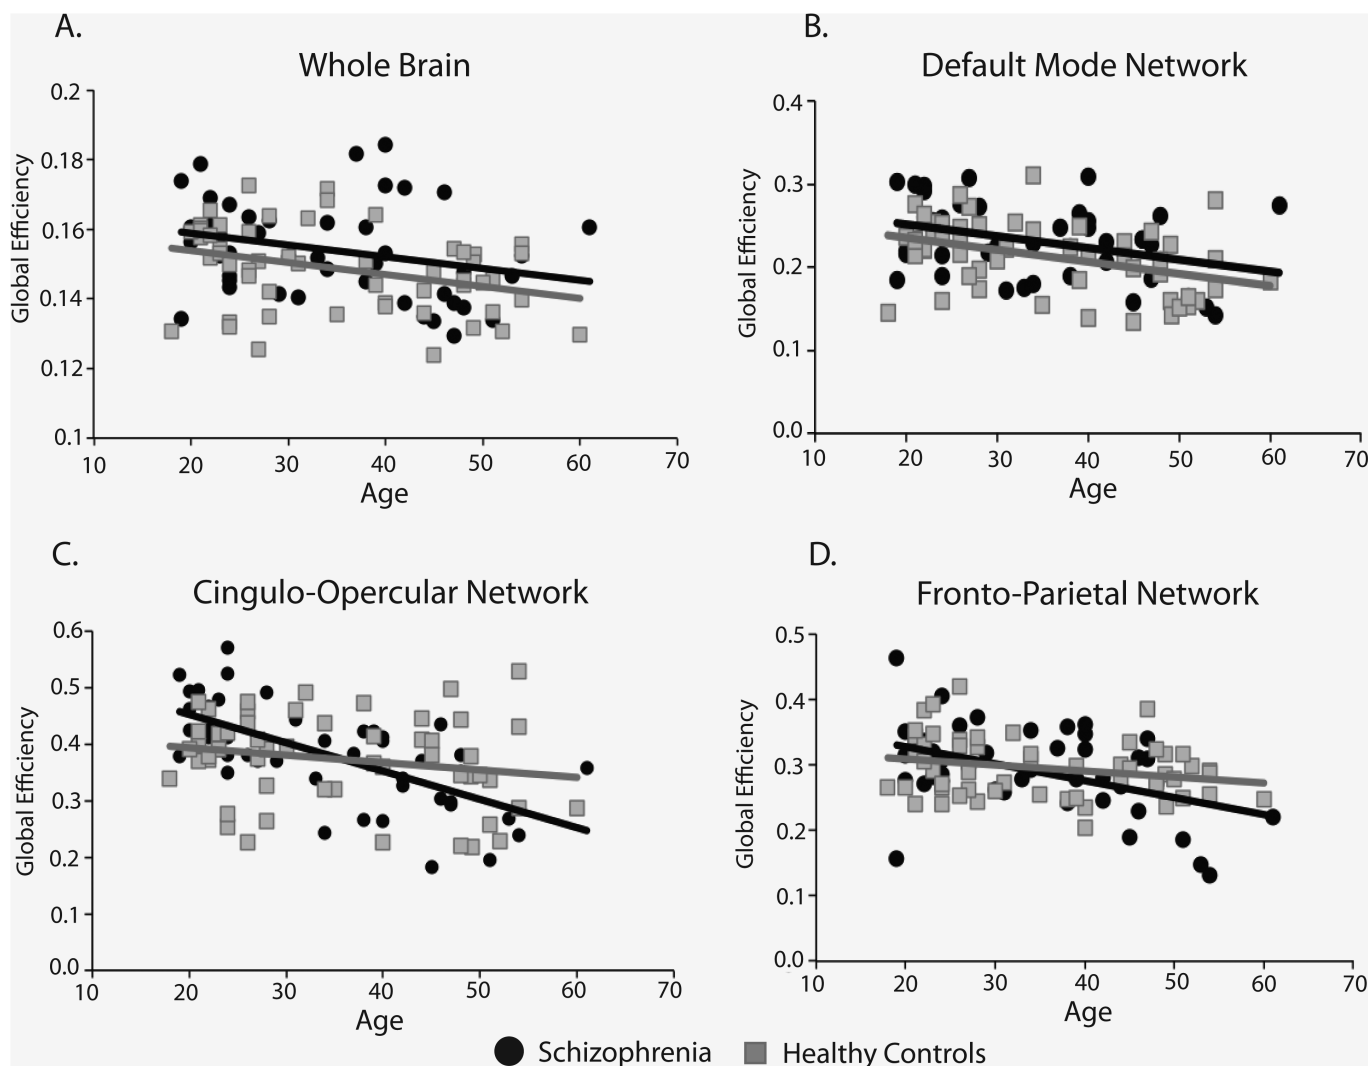 A.
Whole Brain
0.2
0.18
0.16
0.14
0.12
0.1
Global Efficiency
10 20 30 40 50 60 70
Age
B.
Default Mode Network
0.4
0.3
0.2
0.1
0.0
Global Efficiency
10 20 30 40 50 60 70
Age
C.
Cingulo-Opercular Network
0.6
0.5
0.4
0.3
0.2
0.1
0.0
Global Efficiency
10 20 30 40 50 60 70
Age
D.
Fronto-Parietal Network
0.5
0.4
0.3
0.2
0.1
0.0
Global Efficiency
10 20 30 40 50 60 70
Age
Schizophrenia Healthy Controls